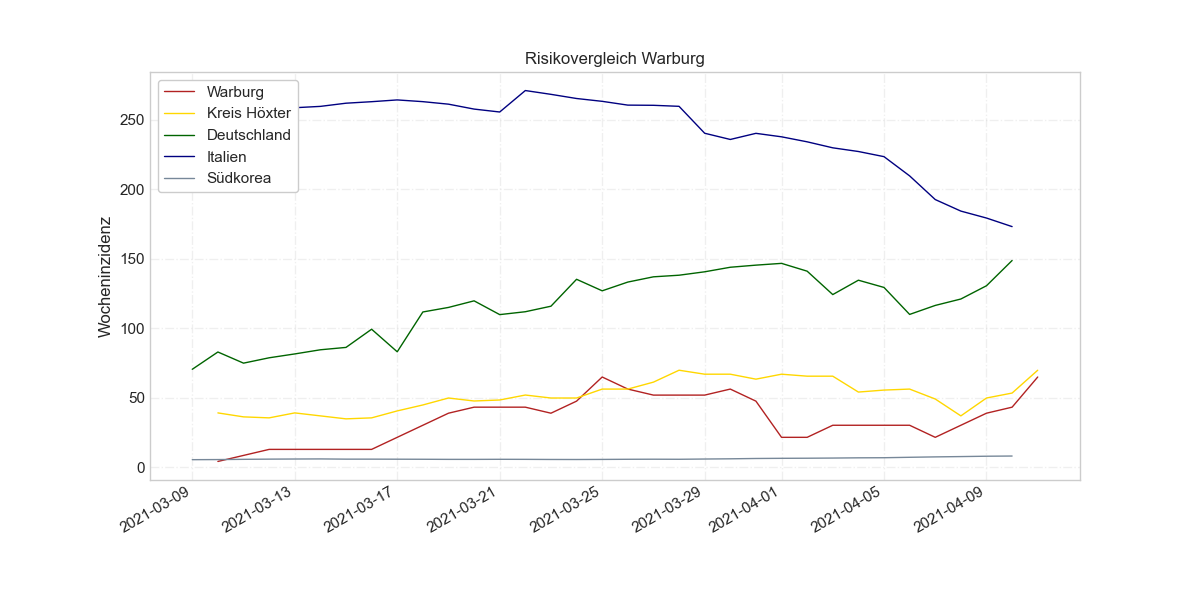 Risikovergleich Warburg
Warburg
Kreis Höxter
Deutschland
Italien
Südkorea
Wocheninzidenz
250
200
150
100
50
0
2021-03-09
2021-03-13
2021-03-17
2021-03-21
2021-03-25
2021-03-29
2021-04-01
2021-04-05
2021-04-09